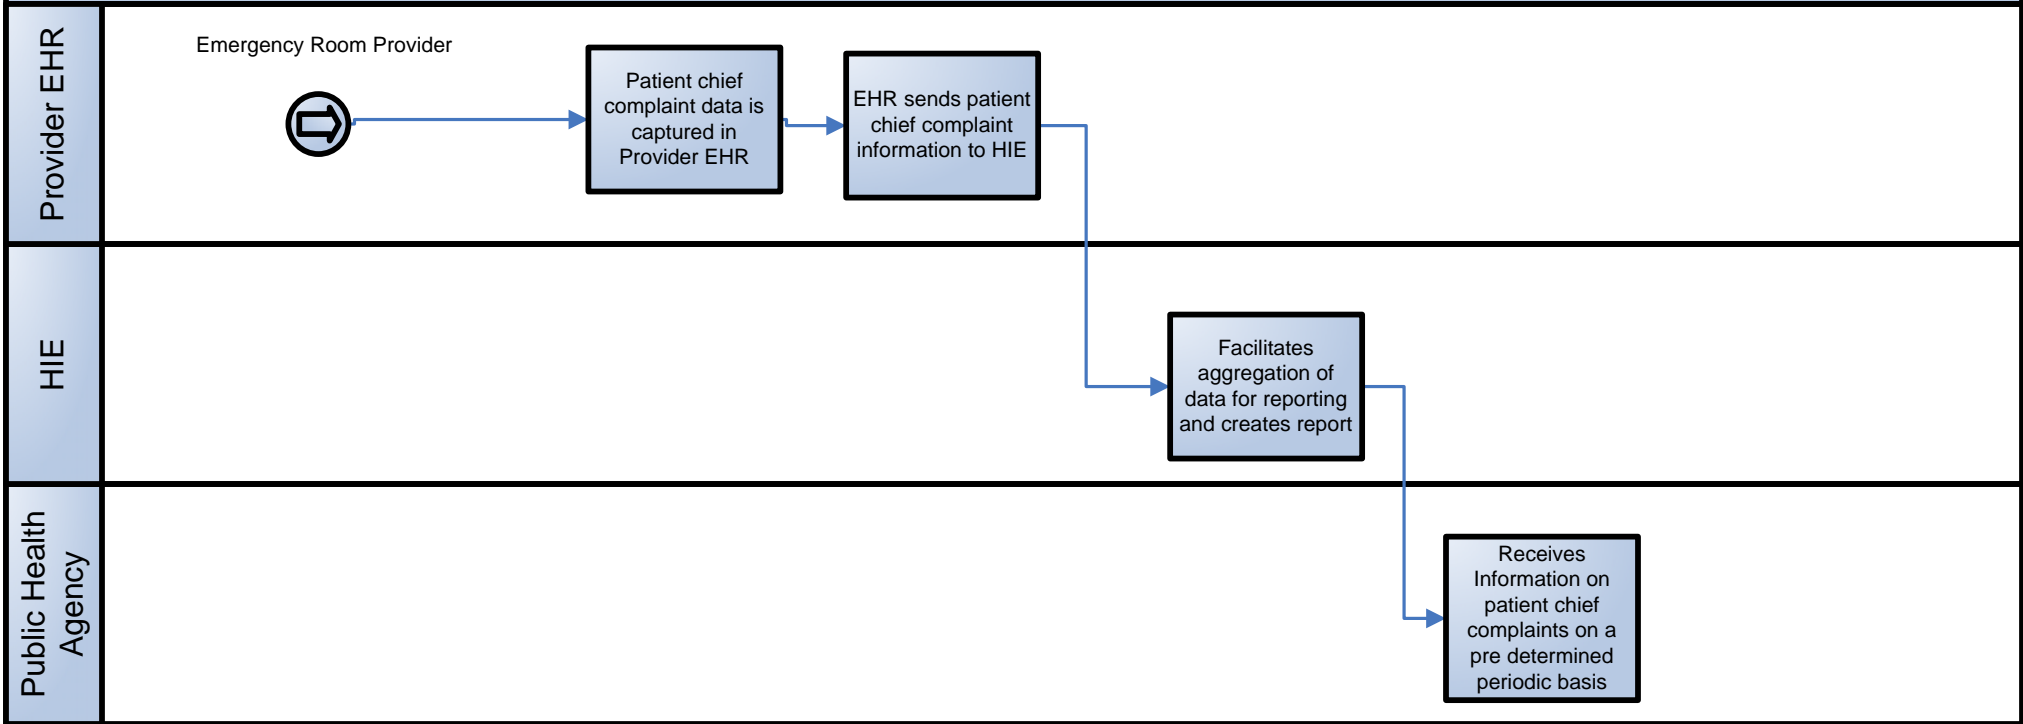 Provider EHR
Emergency Room Provider
Patient chief
complaint data is
captured in
Provider EHR
EHR sends patient
chief complaint
information to HIE
HIE
Facilitates
aggregation of
data for reporting
and creates report
Public Health
Agency
Receives
Information on
patient chief
complaints on a
pre determined
periodic basis